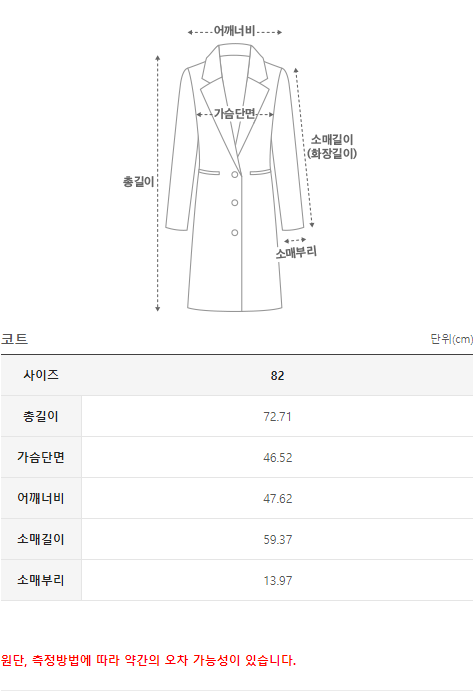 어깨너비
가슴단면
소매길이
(화장길이)
총길이
소매부리
코트 단위(cm)
사이즈 82
총길이 72.71
가슴단면 46.52
어깨너비 47.62
소매길이 59.37
소매부리 13.97
원단, 측정방법에 따라 약간의 오차 가능성이 있습니다.